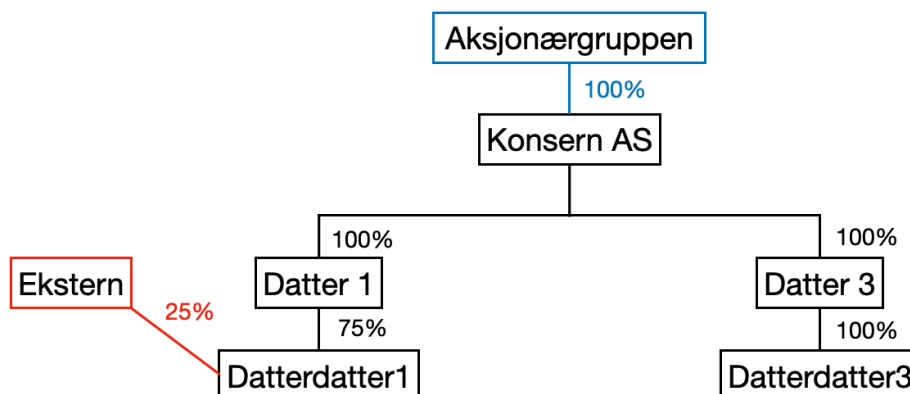 Aksjonærgruppen
100%
Konsern AS
100%
100%
Ekstern
Datter 1
Datter 3
25%
75%
100%
Datterdatter1
Datterdatter3